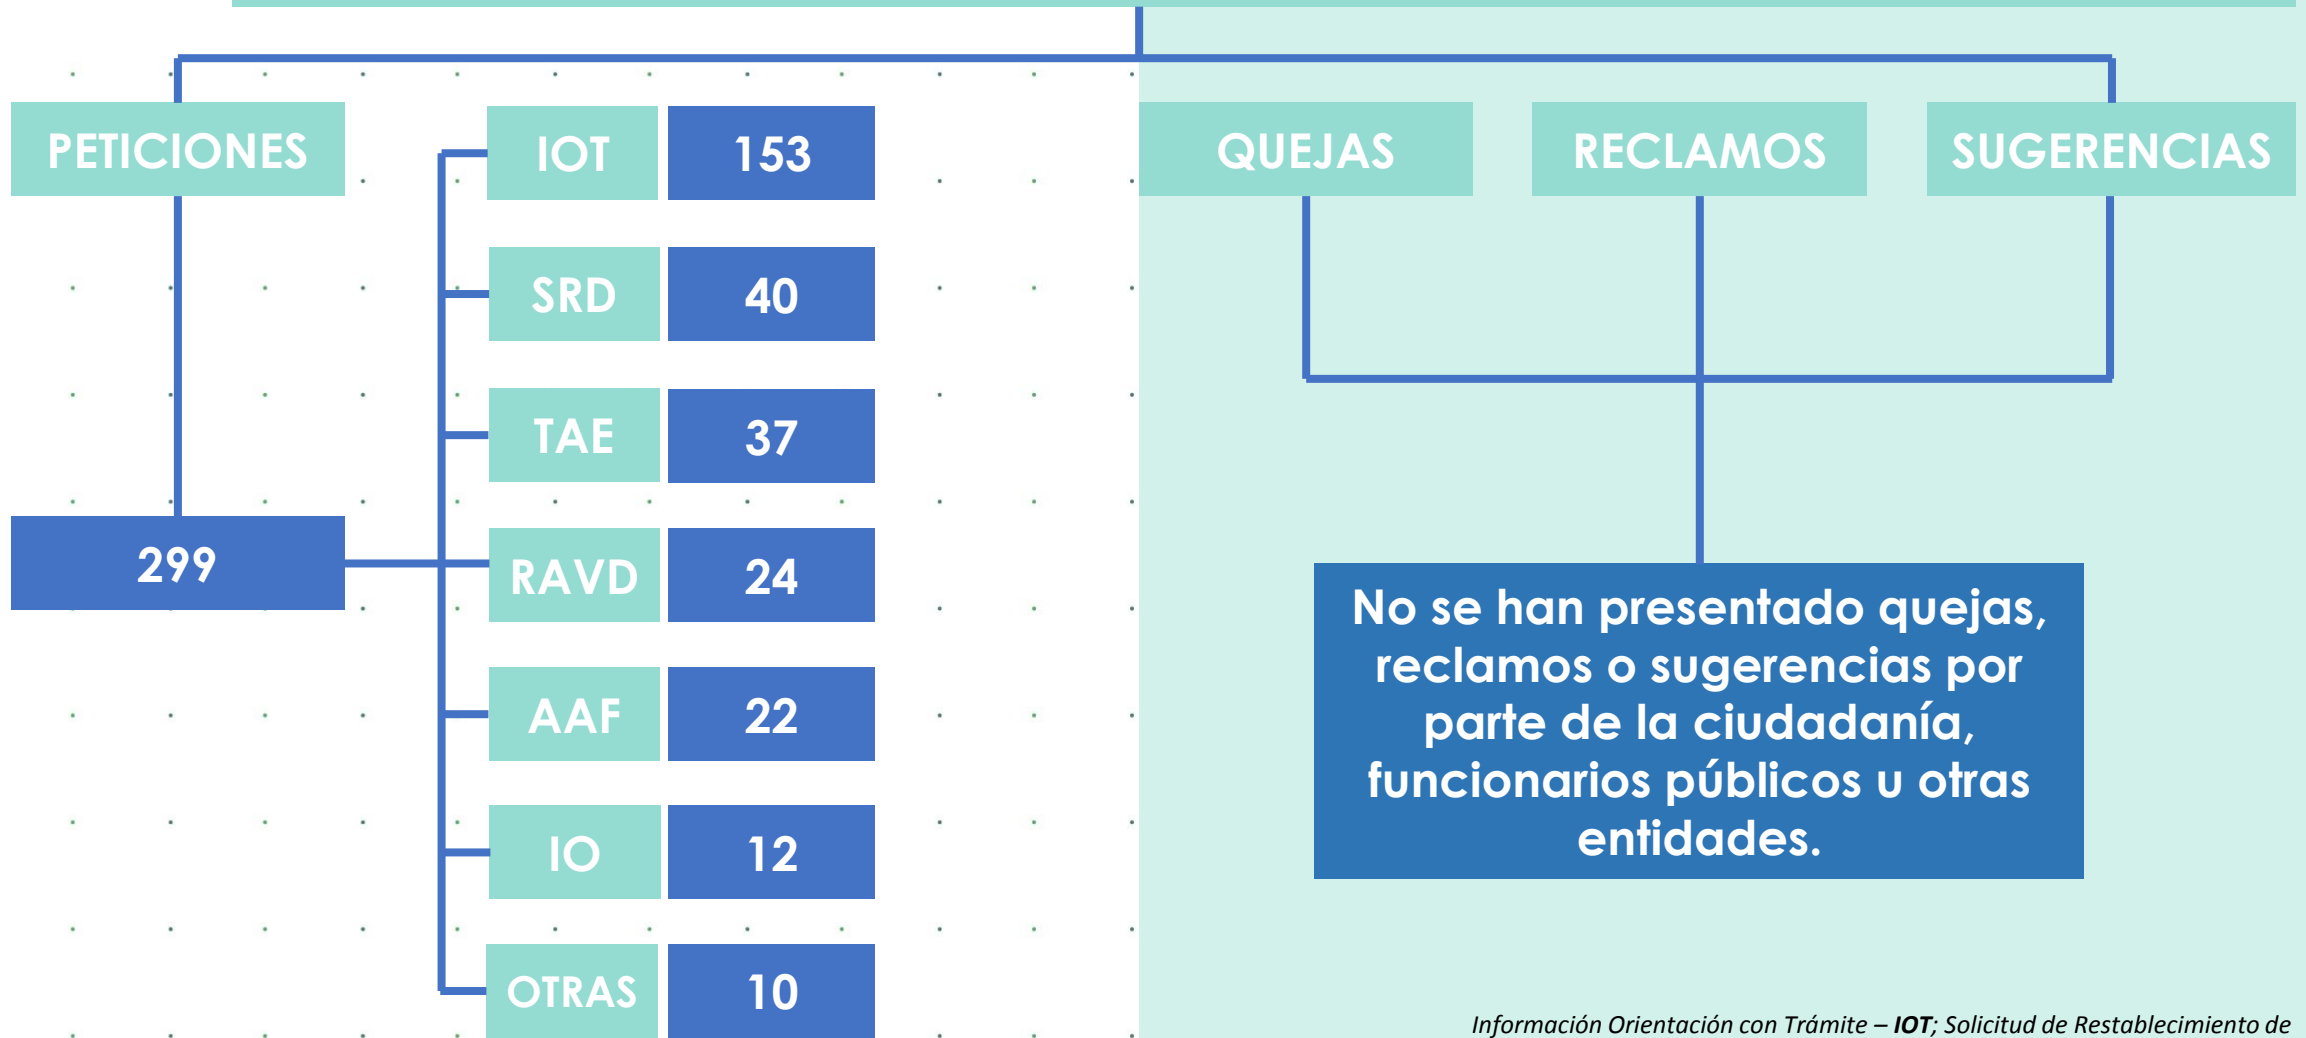 PETICIONES
299
IOT 153
SRD 40
TAE 37
RAVD 24
AAF 22
IO 12
OTRAS 10
QUEJAS
RECLAMOS
SUGERENCIAS
No se han presentado quejas,
reclamos o sugerencias por
parte de la ciudadanía,
funcionarios públicos u otras
entidades.
Información Orientación con Trámite – IOT; Solicitud de Restablecimiento de